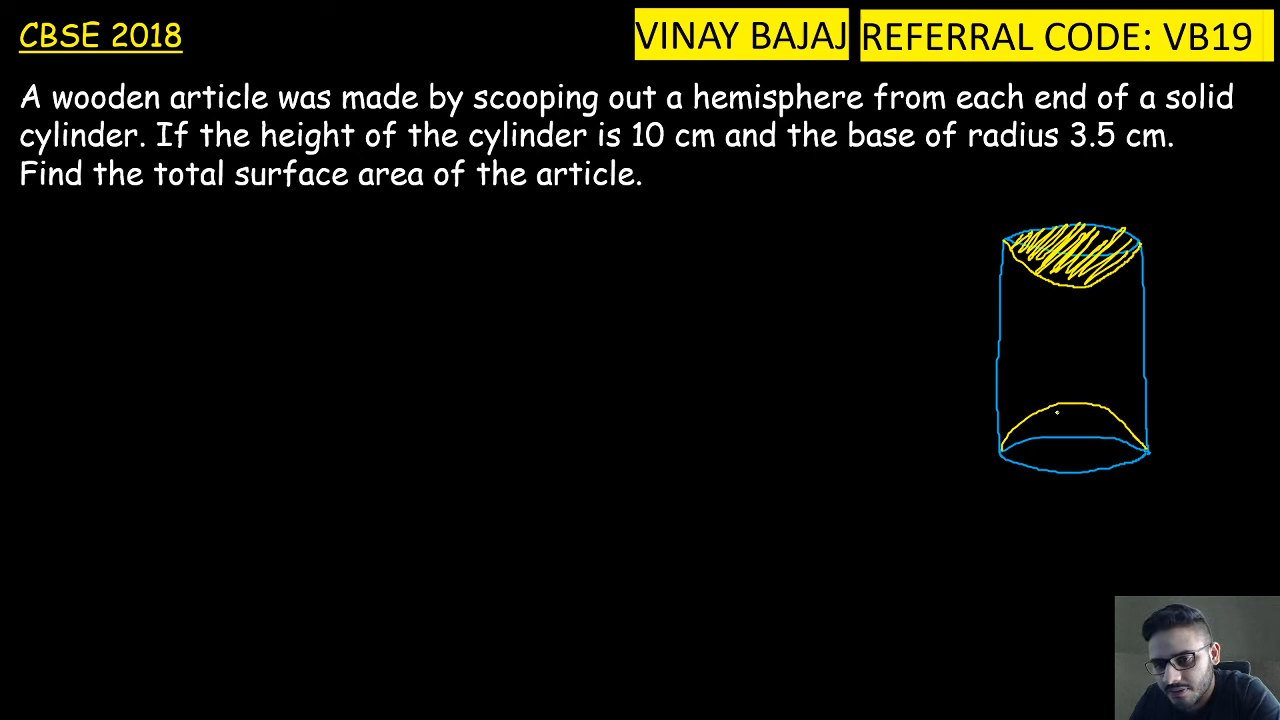 CBSE 2018
VINAY BAJAJ
REFERRAL CODE: VB19
A wooden article was made by scooping out a hemisphere from each end of a solid
cylinder. If the height of the cylinder is 10 cm and the base of radius 3.5 cm.
Find the total surface area of the article.